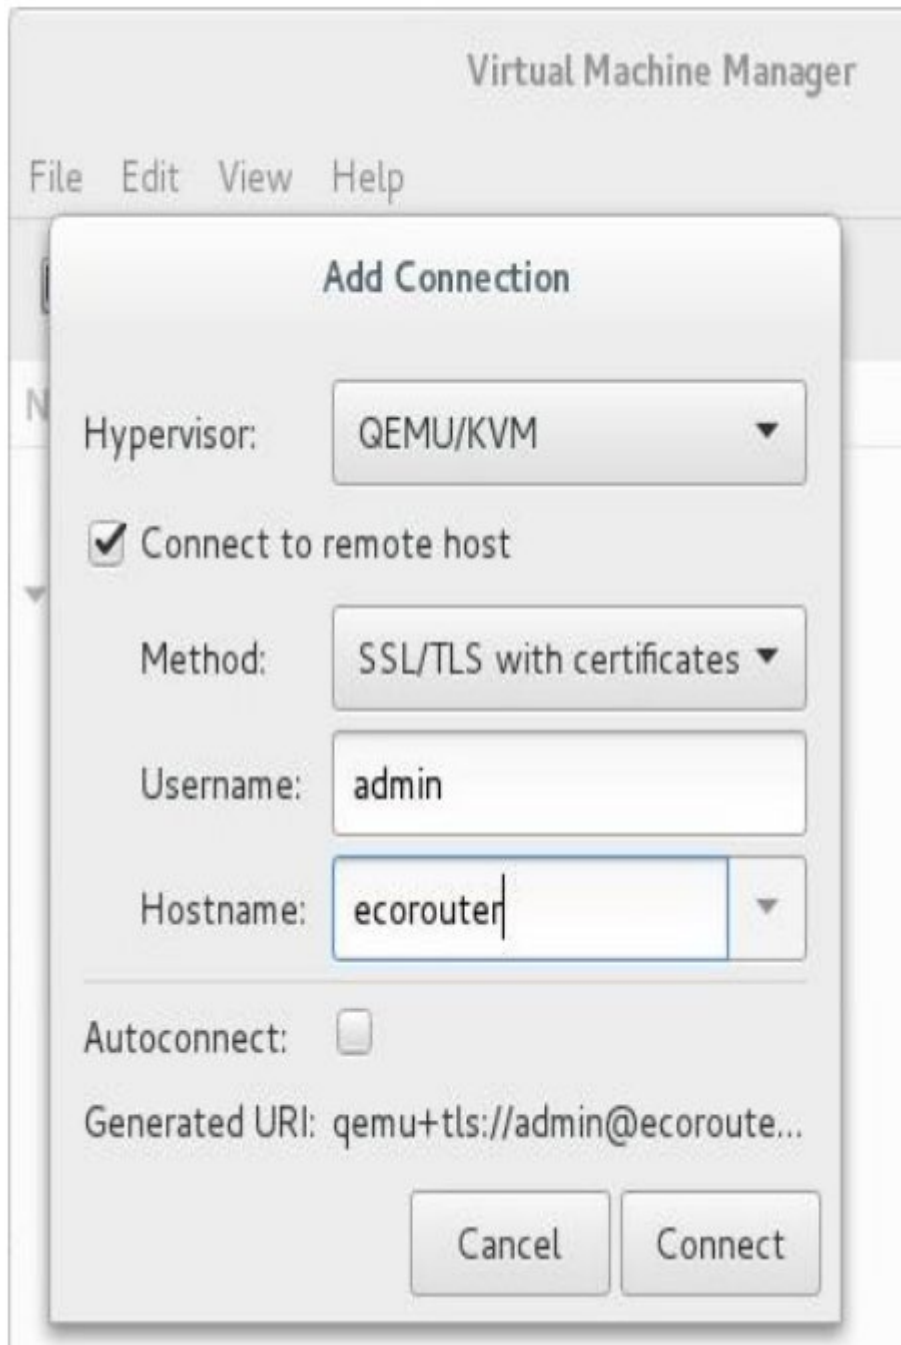 Virtual Machine Manager
File Edit View Help
Add Connection
N
Hypervisor: QEMU/KVM
Connect to remote host
Method: SSL/TLS with certificates
Username: admin
Hostname: ecorouter
Autoconnect:
Generated URI: qemu+tls://admin@ecoroute...
Cancel Connect